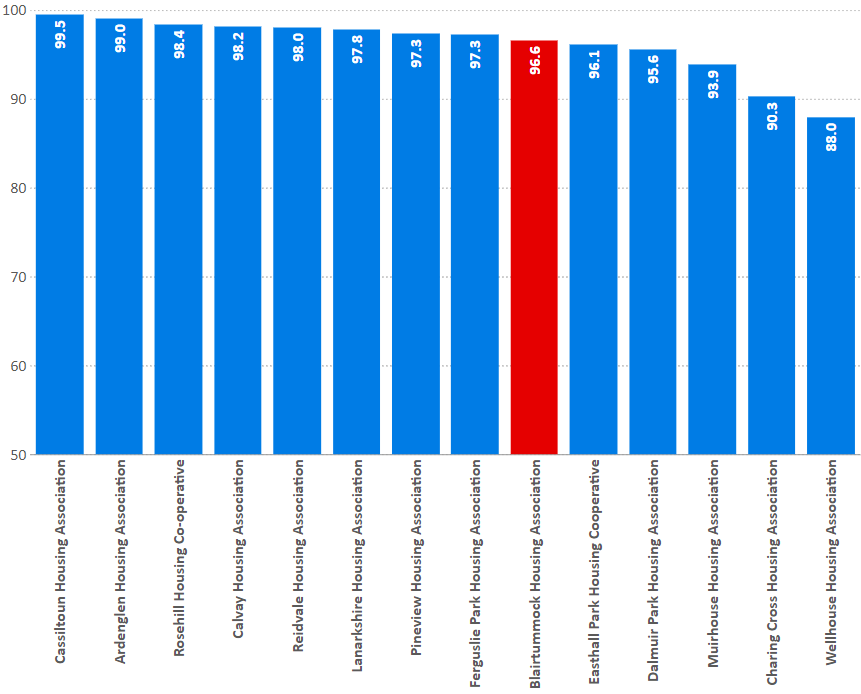 100
90
80
70
60
50
99.5
99.0
98.4
98.2
98.0
97.8
97.3
97.3
96.6
96.1
95.6
93.9
90.3
88.0
Cassiltoun Housing Association
Ardenglen Housing Association
Rosehill Housing Co-operative
Calvay Housing Association
Reidvale Housing Association
Lanarkshire Housing Association
Pineview Housing Association
Ferguslie Park Housing Association
Blairtummock Housing Association
Easthall Park Housing Cooperative
Dalmuir Park Housing Association
Muirhouse Housing Association
Charing Cross Housing Association
Wellhouse Housing Association